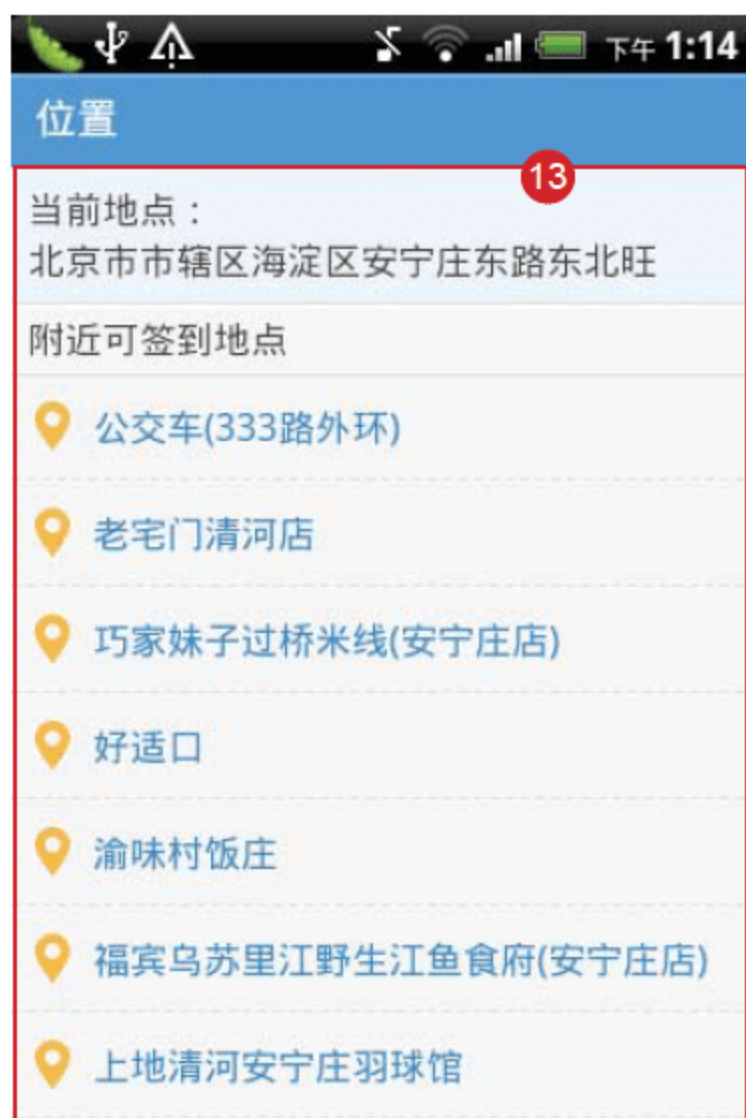 下午 1:14
位置
13
当前地点：
北京市市辖区海淀区安宁庄东路东北旺
附近可签到地点
公交车(333路外环)
老宅门清河店
巧家妹子过桥米线(安宁庄店)
好适口
渝味村饭庄
福宾乌苏里江野生江鱼食府(安宁庄店)
上地清河安宁庄羽球馆